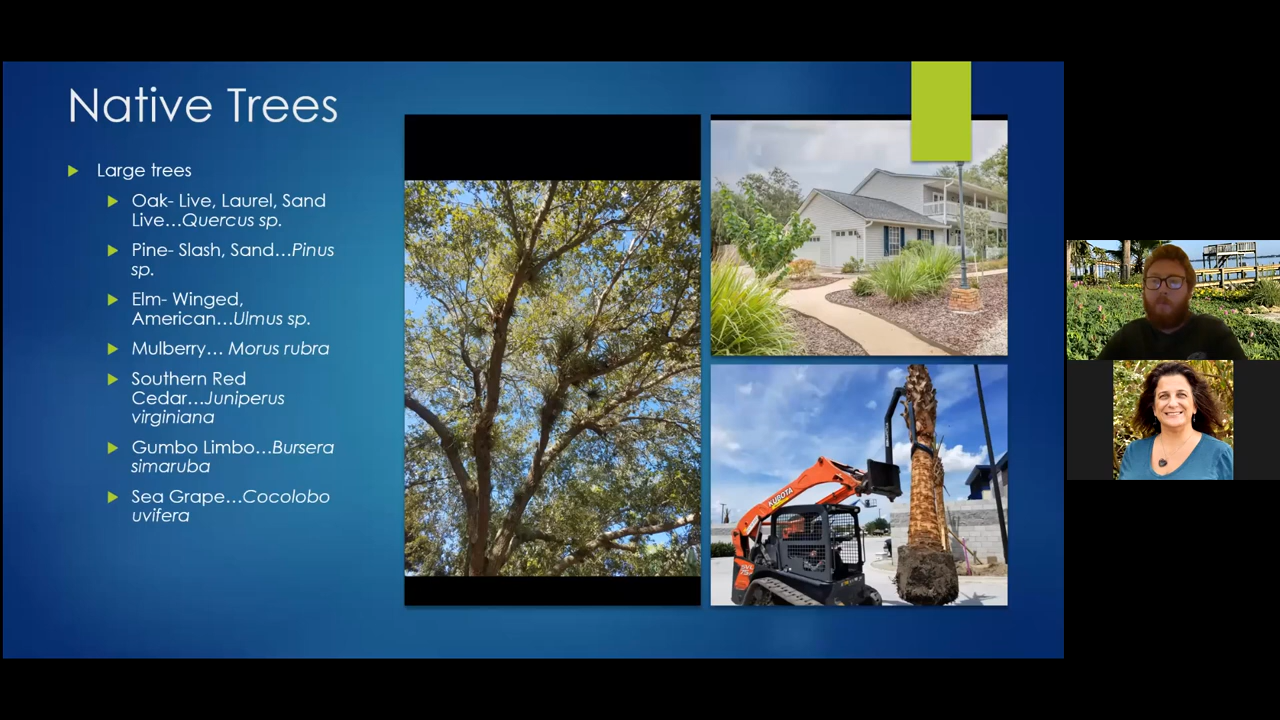 Native Trees
Large trees
Oak- Live, Laurel, Sand
Live…Quercus sp.
Pine- Slash, Sand…Pinus
sp.
Elm- Winged,
American…Ulmus sp.
Mulberry… Morus rubra
Southern Red
Cedar…Juniperus
virginiana
Gumbo Limbo…Bursera
simaruba
Sea Grape…Cocolobo
uvifera
KUBOTA